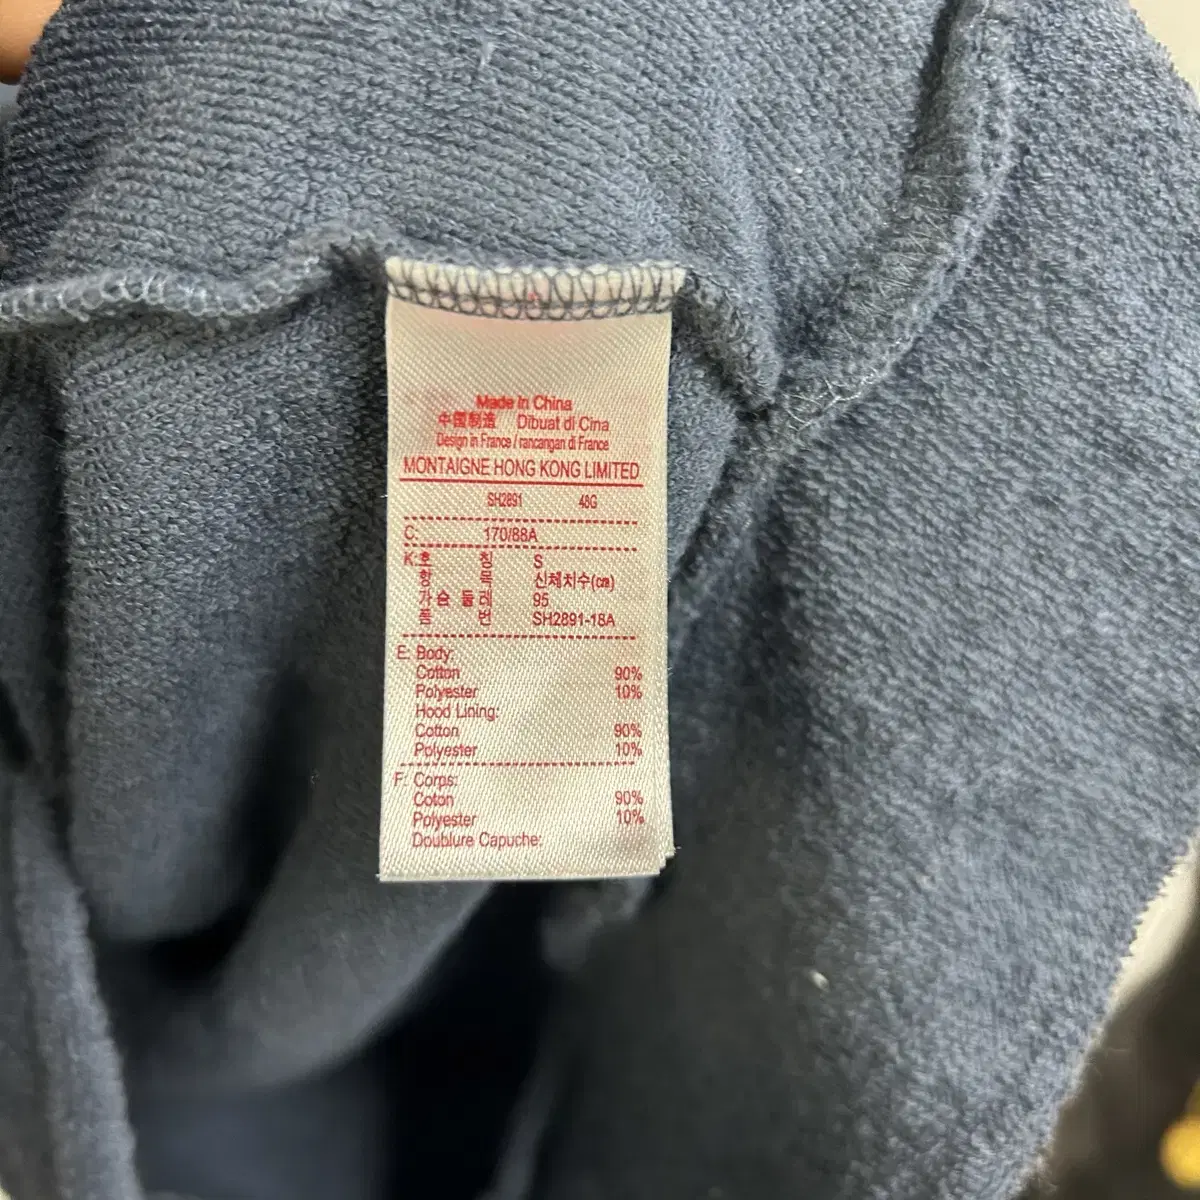 Made In China
中国制造 Dibuat di Cina
Design in France / rancangan di France
MONTAIGNE HONG KONG LIMITED
SH2891 48G
C: 170/88A
K:호 칭 S
항 목 신체치수(㎝)
가슴둘레 95
품 번 SH2891-18A
E: Body:
Cotton 90%
Polyester 10%
Hood Lining:
Cotton 90%
Polyester 10%
F: Corps:
Coton 90%
Polyester 10%
Doublure Capuche: